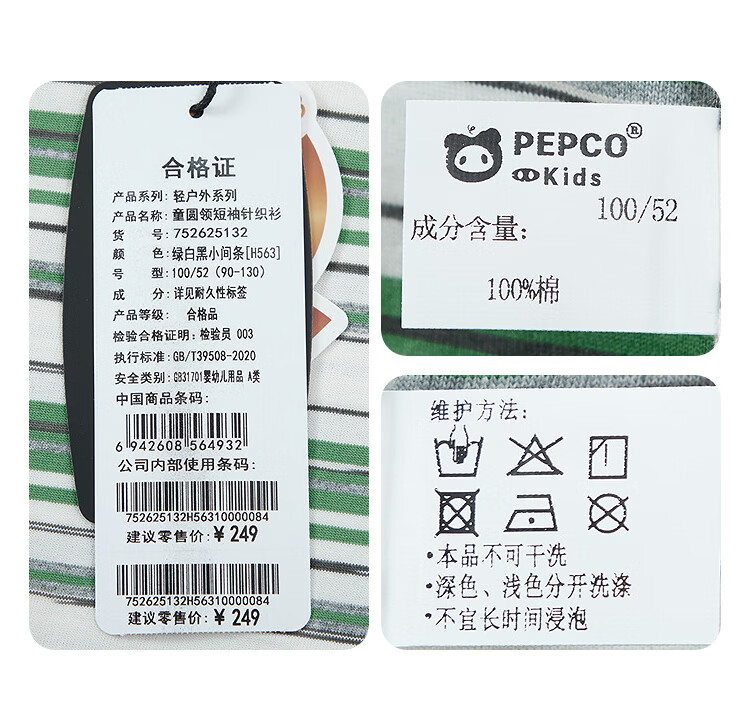 合格证
产品系列: 轻户外系列
产品名称: 童圆领短袖针织衫
货 号: 752625132
颜 色: 绿白黑小间条[H563]
号 型: 100/52 (90-130)
成 分: 详见耐久性标签
产品等级: 合格品
检验合格证明: 检验员 003
执行标准: GB/T39508-2020
安全类别: GB31701婴幼儿用品 A类
中国商品条码:
6 942608 564932
公司内部使用条码:
752625132H56310000084
建议零售价: ¥ 249
752625132H56310000084
建议零售价: ¥ 249
PEPCO®
Kids
100/52
成分含量:
100%棉
维护方法:
·本品不可干洗
·深色、浅色分开洗涤
·不宜长时间浸泡